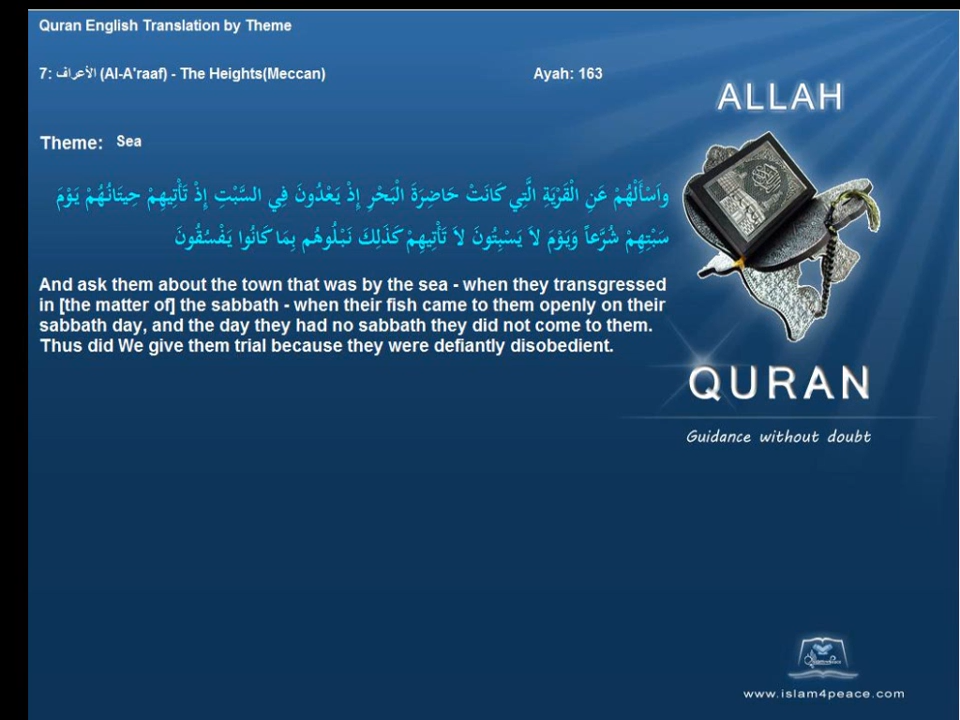 Quran English Translation by Theme
7: الأعراف (Al-A'raaf) - The Heights(Meccan) Ayah: 163
Theme: Sea
واَسْأَلْهُمْ عَنِ الْقَرْيَةِ الَّتِي كَانَتْ حَاضِرَةَ الْبَحْرِ إِذْ يَعْدُونَ فِي السَّبْتِ إِذْ تَأْتِيهِمْ حِيتَانُهُمْ يَوْمَ
سَبْتِهِمْ شُرَّعاً وَيَوْمَ لاَ يَسْبِتُونَ لاَ تَأْتِيهِمْ كَذَلِكَ نَبْلُوهُم بِمَا كَانُوا يَفْسُقُونَ
And ask them about the town that was by the sea - when they transgressed
in [the matter of] the sabbath - when their fish came to them openly on their
sabbath day, and the day they had no sabbath they did not come to them.
Thus did We give them trial because they were defiantly disobedient.
ALLAH
QURAN
Guidance without doubt
www.islam4peace.com